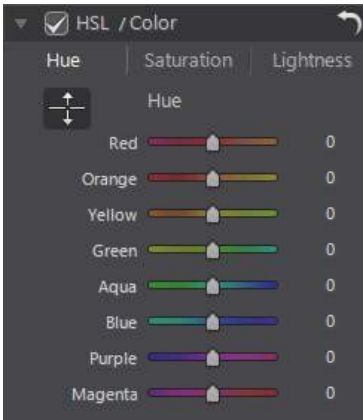 HSL / Color
Hue Saturation Lightness
Hue
Red 0
Orange 0
Yellow 0
Green 0
Aqua 0
Blue 0
Purple 0
Magenta 0